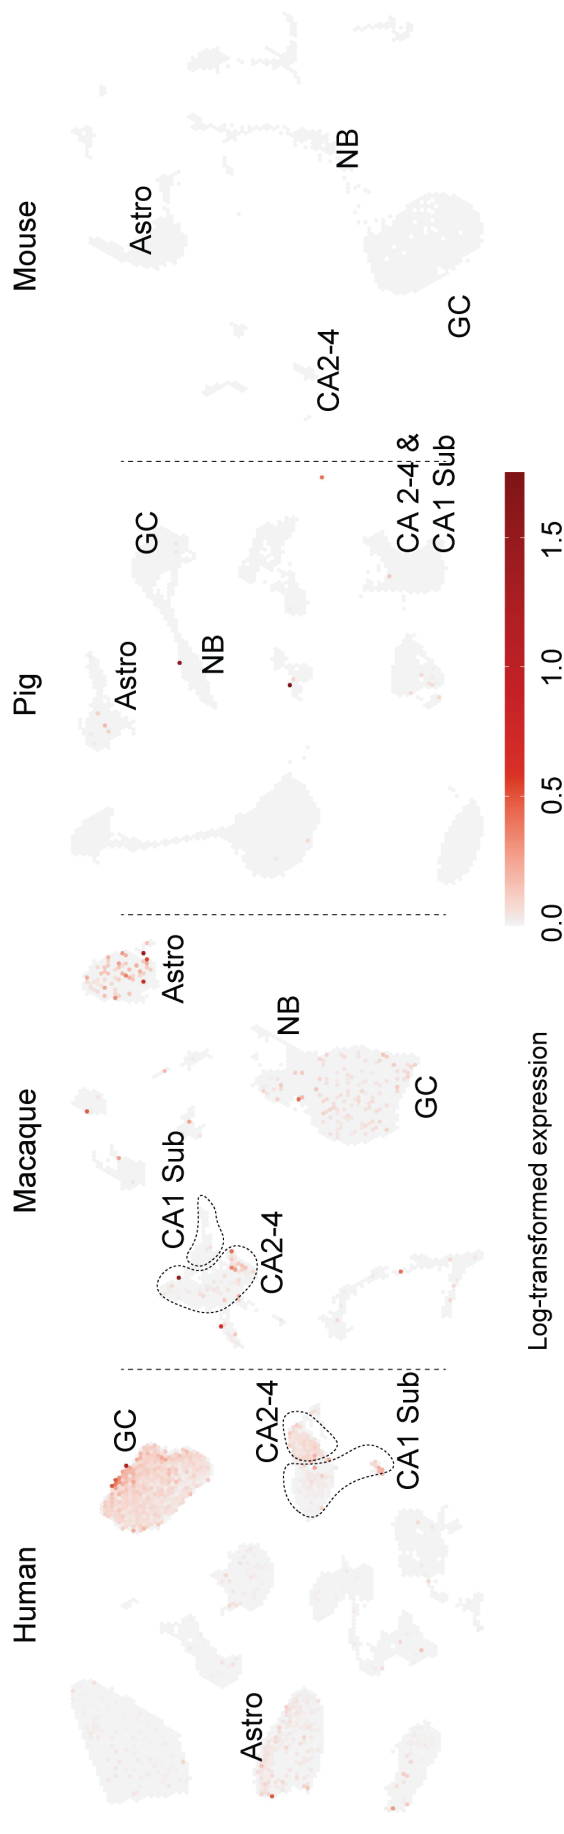 Human
Macaque
Pig
Mouse
GC
Astro
CA2-4
CA1 Sub
CA1 Sub
CA2-4
Astro
NB
GC
Astro
NB
GC
CA 2-4 &
CA1 Sub
Astro
NB
CA2-4
GC
Log-transformed expression
0.0
0.5
1.0
1.5